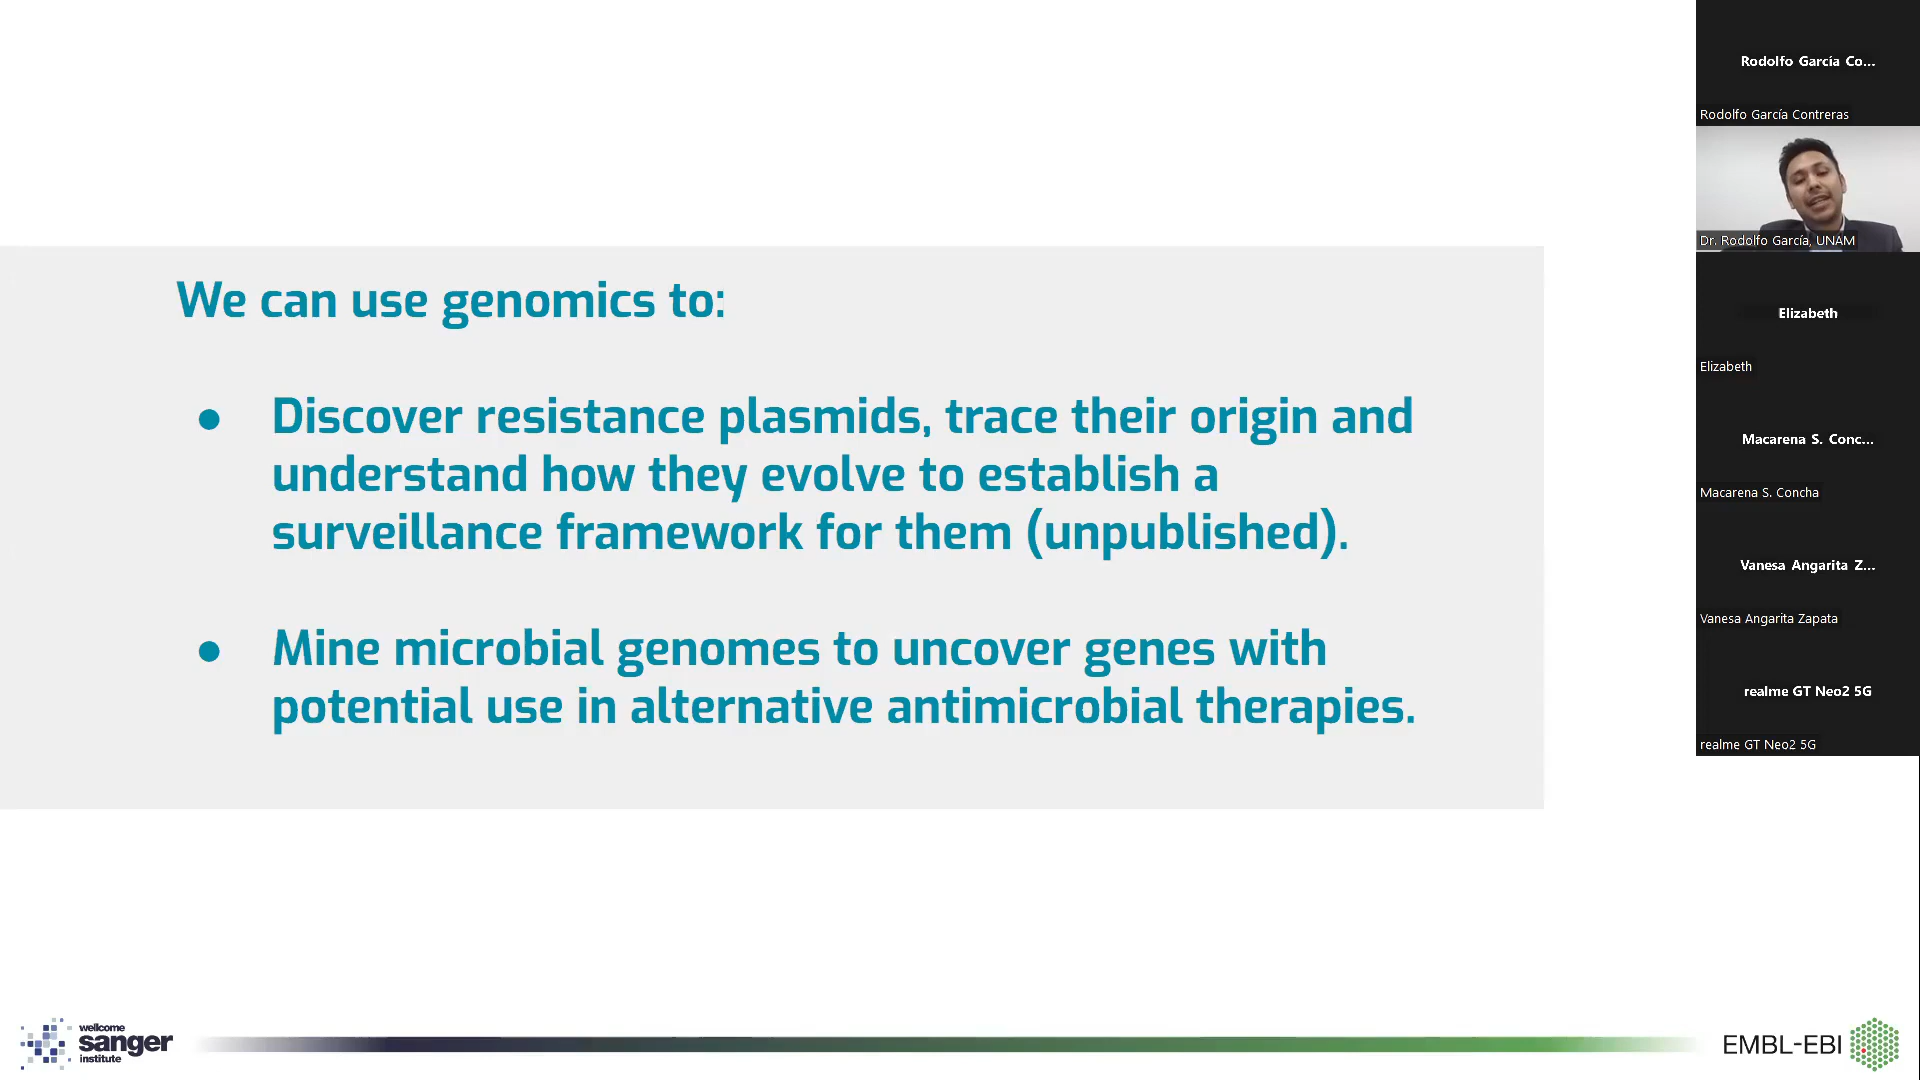 We can use genomics to:
● Discover resistance plasmids, trace their origin and
understand how they evolve to establish a
surveillance framework for them (unpublished).
● Mine microbial genomes to uncover genes with
potential use in alternative antimicrobial therapies.
Rodolfo García Co...
Rodolfo García Contreras
Dr. Rodolfo García, UNAM
Elizabeth
Elizabeth
Macarena S. Conc...
Macarena S. Concha
Vanesa Angarita Z...
Vanesa Angarita Zapata
realme GT Neo2 5G
realme GT Neo2 5G
wellcome
sanger
institute
EMBL-EBI